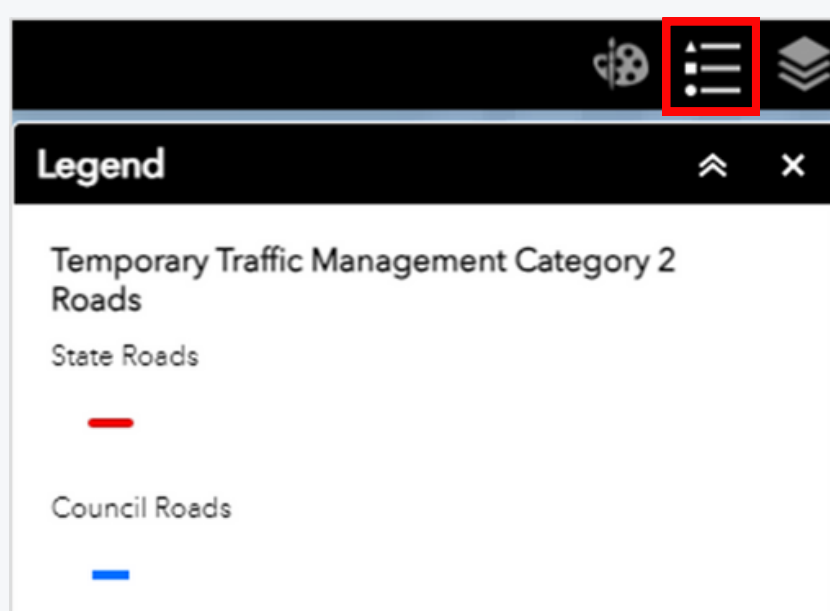 Legend
Temporary Traffic Management Category 2
Roads
State Roads
Council Roads